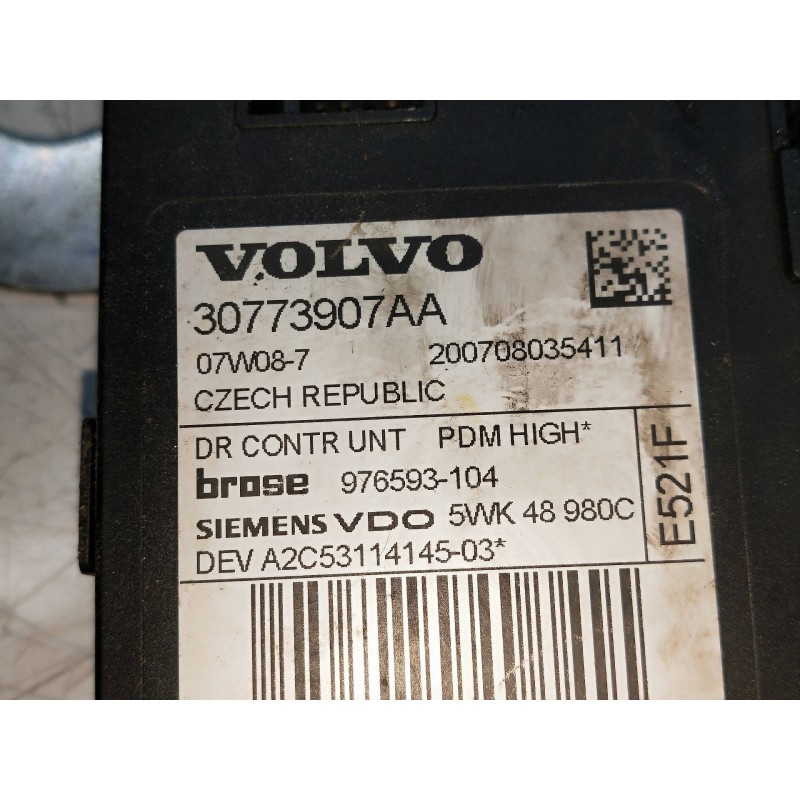 VOLVO
30773907AA
07W08-7 200708035411
CZECH REPUBLIC
DR CONTR UNT PDM HIGH*
brose 976593-104
SIEMENS VDO 5WK 48 980C
DEV A2C53114145-03*
E521F